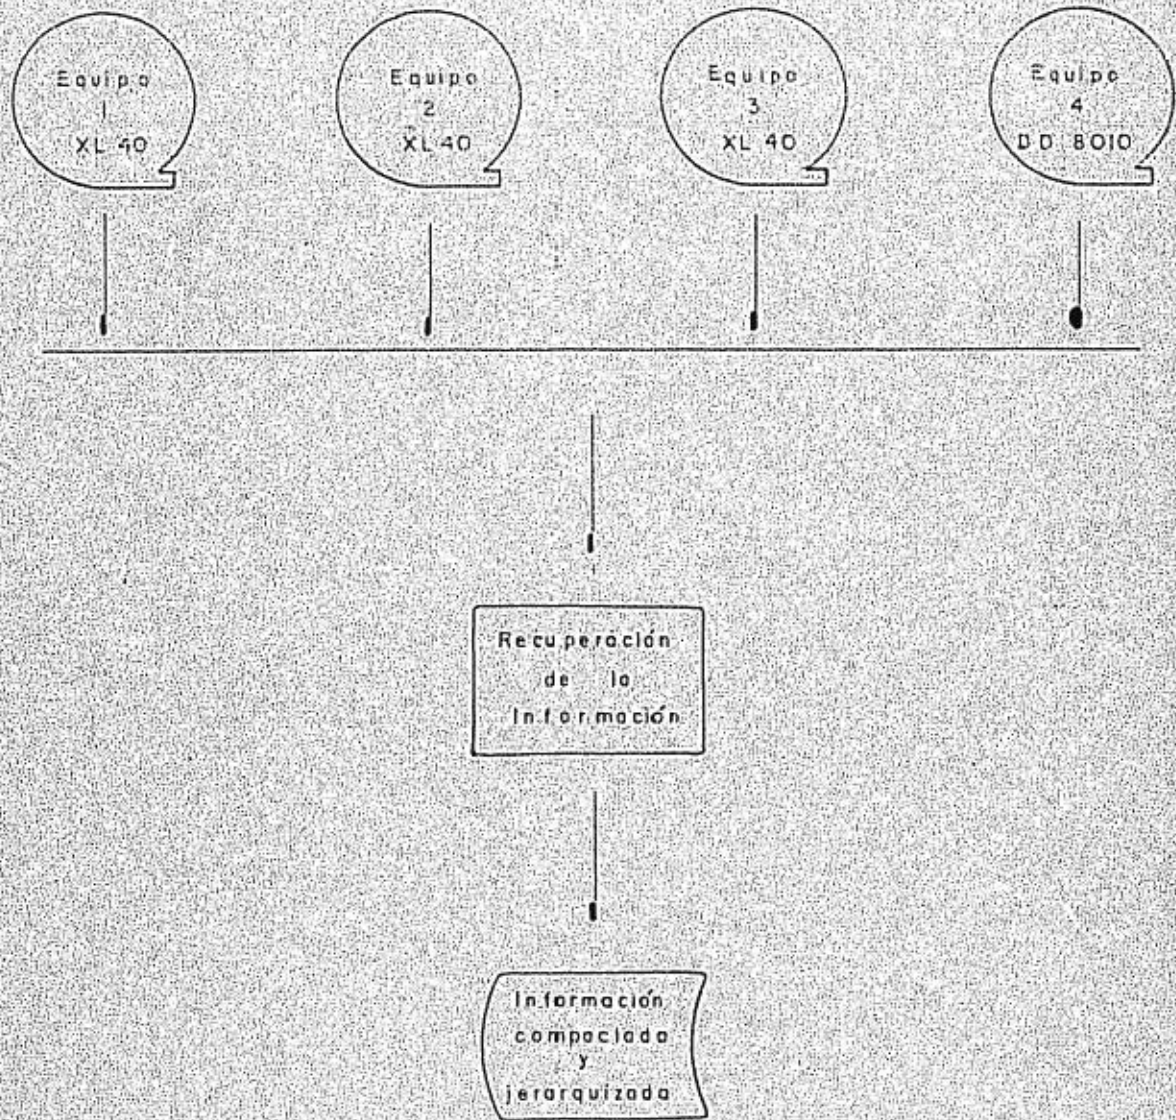 Equipo
1
XL 40
Equipo
2
XL 40
Equipo
3
XL 40
Equipo
4
DD 8010
Recuperación
de la
Información
Información
compactada
y
jerarquizada